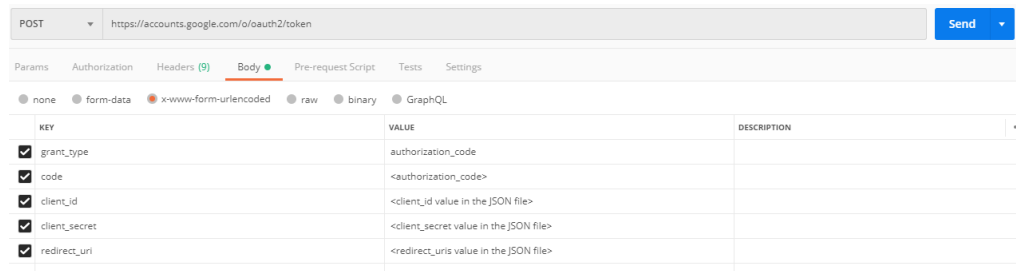 POST https://accounts.google.com/o/oauth2/token Send
Params Authorization Headers (9) Body Pre-request Script Tests Settings
none form-data x-www-form-urlencoded raw binary GraphQL
KEY VALUE DESCRIPTION
grant_type authorization_code
code <authorization_code>
client_id <client_id value in the JSON file>
client_secret <client_secret value in the JSON file>
redirect_uri <redirect_uris value in the JSON file>